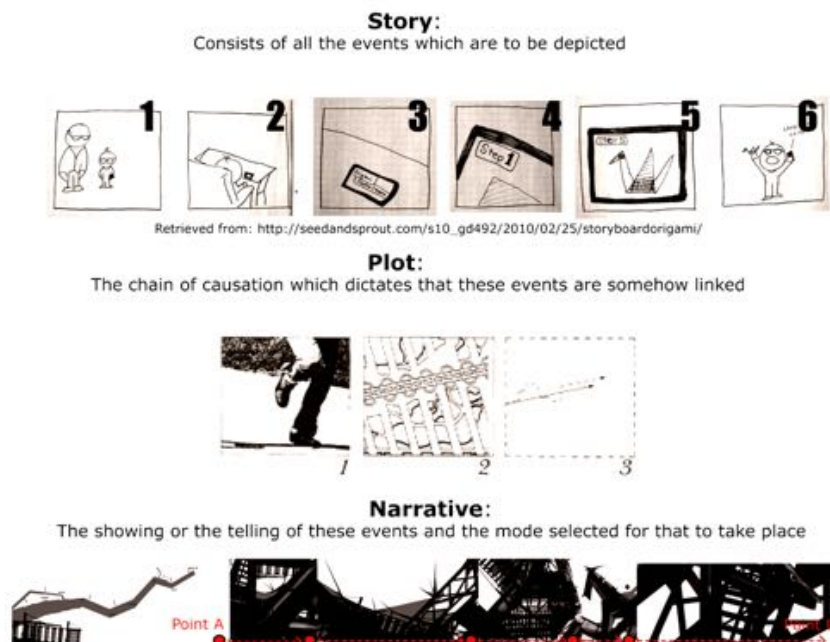 Story:
Consists of all the events which are to be depicted
1 2 3 4 5 6
Step 1
Retrieved from: http://seedandsprout.com/s10_gd492/2010/02/25/storyboardorigami/
Plot:
The chain of causation which dictates that these events are somehow linked
1 2 3
Narrative:
The showing or the telling of these events and the mode selected for that to take place
Point A